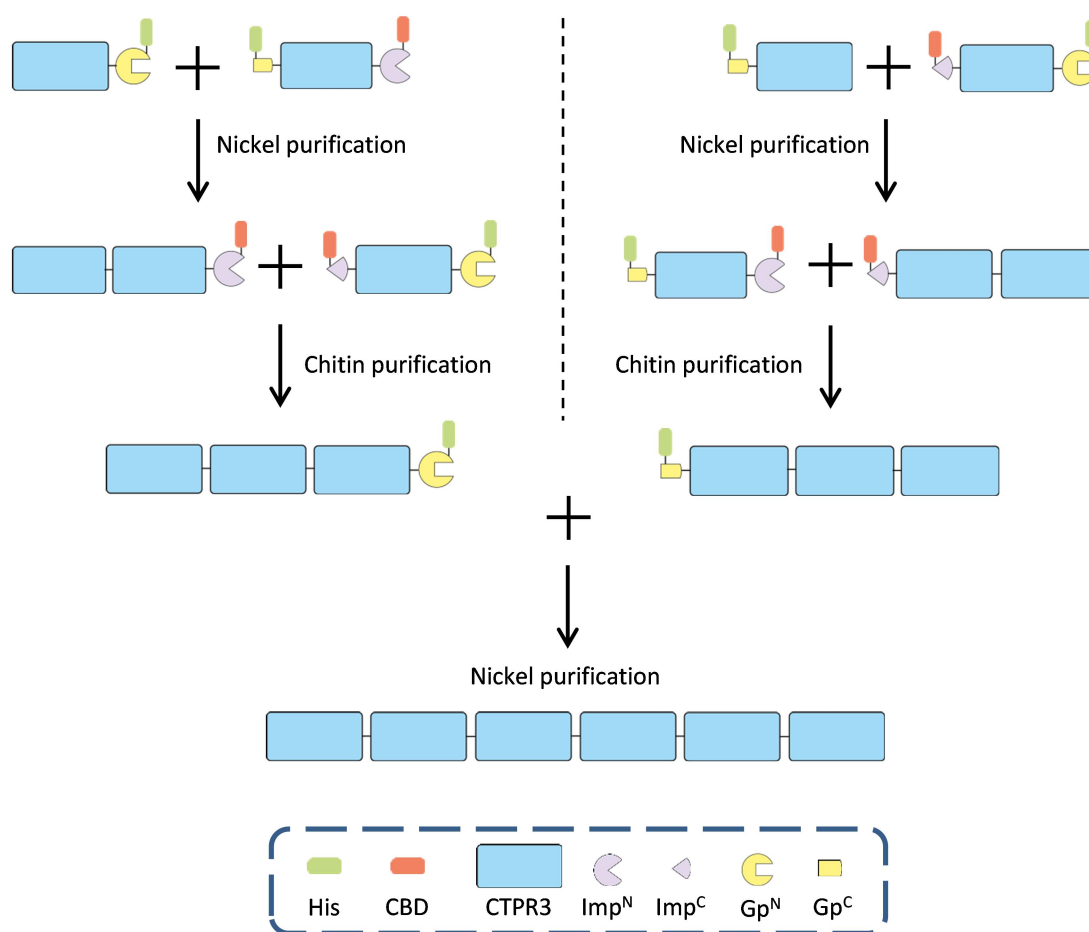 Nickel purification
Nickel purification
Chitin purification
Chitin purification
Nickel purification
His CBD CTPR3 Imp^N Imp^C Gp^N Gp^C